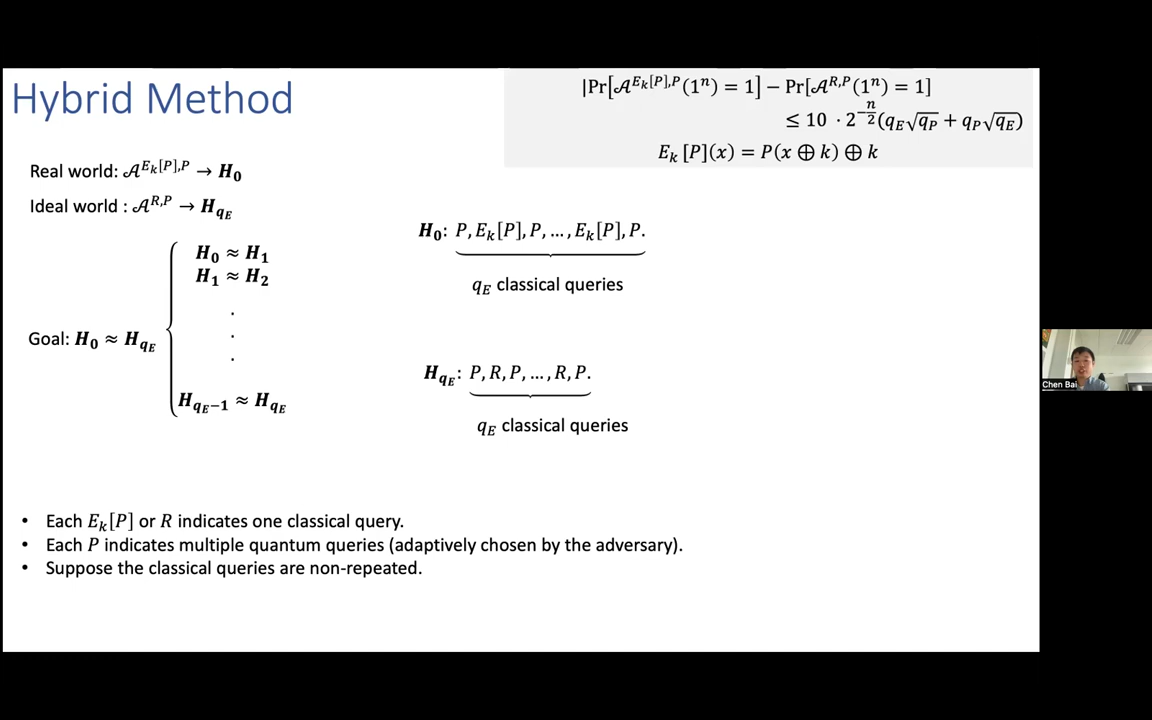 Hybrid Method
|Pr[𝒜^{E_k[P],P}(1^n) = 1] − Pr[𝒜^{R,P}(1^n) = 1]
≤ 10 · 2^{−n/2}(q_E√q_P + q_P√q_E)
E_k [P](x) = P(x ⊕ k) ⊕ k
Real world: 𝒜^{E_k[P],P} → H_0
Ideal world : 𝒜^{R,P} → H_{q_E}
Goal: H_0 ≈ H_{q_E}
H_0 ≈ H_1
H_1 ≈ H_2
.
.
.
H_{q_E−1} ≈ H_{q_E}
H_0: P, E_k[P], P, … , E_k[P], P.
q_E classical queries
H_{q_E}: P, R, P, … , R, P.
q_E classical queries
• Each E_k[P] or R indicates one classical query.
• Each P indicates multiple quantum queries (adaptively chosen by the adversary).
• Suppose the classical queries are non-repeated.
Chen Bai